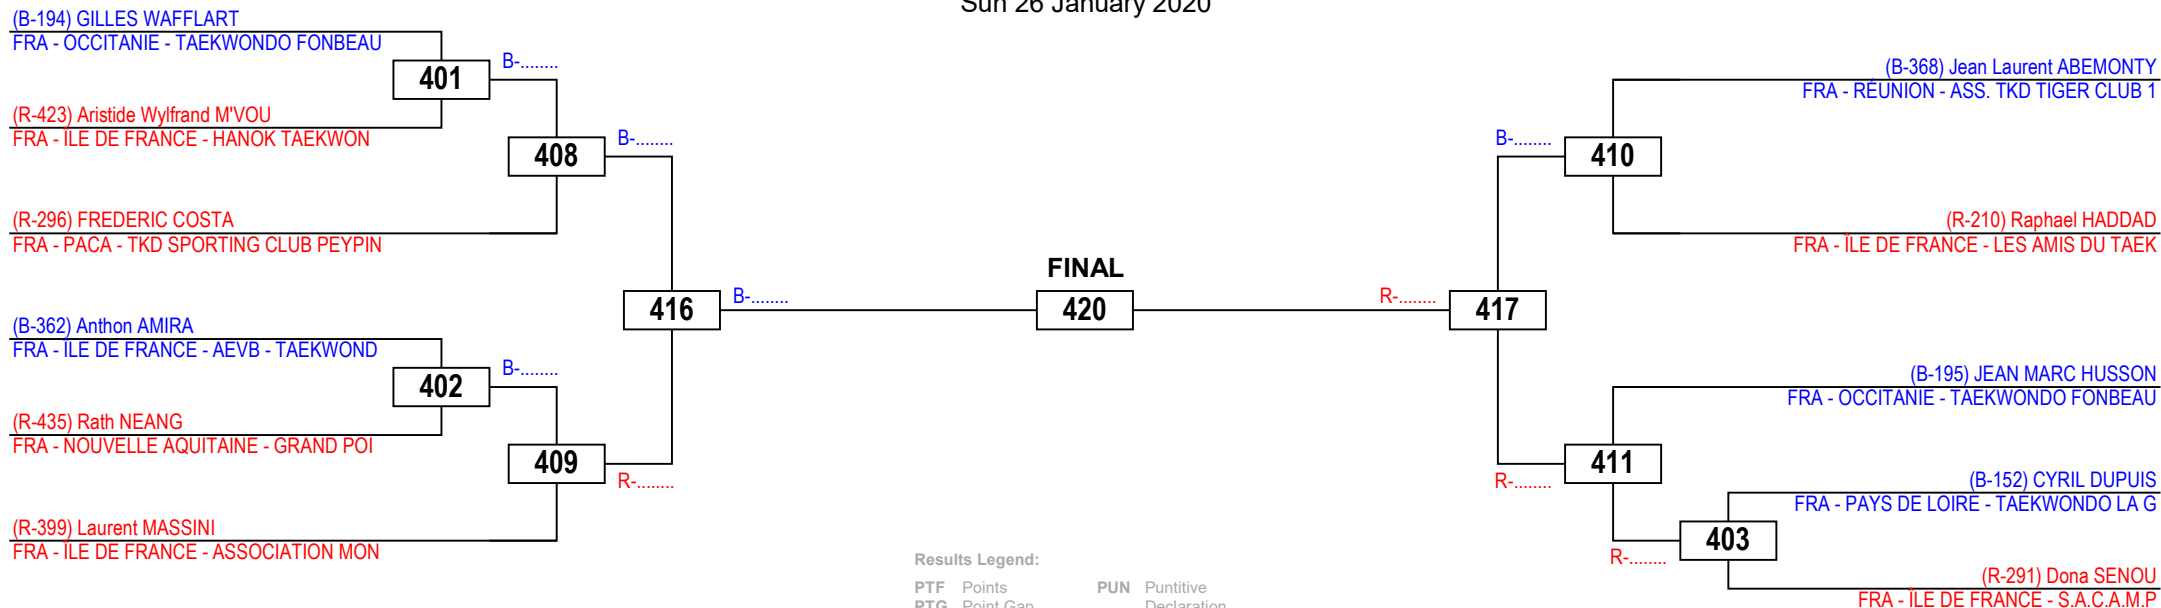 Sun 26 January 2020
(B-194) GILLES WAFFLART
FRA - OCCITANIE - TAEKWONDO FONBEAU
401
B-........
(R-423) Aristide Wylfrand M'VOU
FRA - ÎLE DE FRANCE - HANOK TAEKWON
408
B-........
(R-296) FREDERIC COSTA
FRA - PACA - TKD SPORTING CLUB PEYPIN
416
B-........
(B-362) Anthon AMIRA
FRA - ÎLE DE FRANCE - AEVB - TAEKWOND
402
B-........
(R-435) Rath NEANG
FRA - NOUVELLE AQUITAINE - GRAND POI
409
R-........
(R-399) Laurent MASSINI
FRA - ÎLE DE FRANCE - ASSOCIATION MON
FINAL
420
(B-368) Jean Laurent ABEMONTY
FRA - RÉUNION - ASS. TKD TIGER CLUB 1
B-........
410
(R-210) Raphael HADDAD
FRA - ÎLE DE FRANCE - LES AMIS DU TAEK
R-........
417
(B-195) JEAN MARC HUSSON
FRA - OCCITANIE - TAEKWONDO FONBEAU
R-........
411
(B-152) CYRIL DUPUIS
FRA - PAYS DE LOIRE - TAEKWONDO LA G
R-........
403
(R-291) Dona SENOU
FRA - ÎLE DE FRANCE - S.A.C.A.M.P
Results Legend:
PTF Points PUN Puntitive
PTG Point Gap Declaration